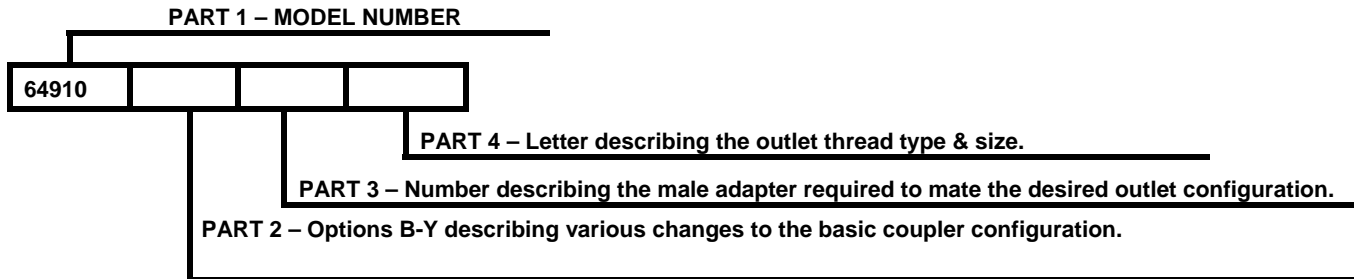 PART 1 – MODEL NUMBER
64910
PART 4 – Letter describing the outlet thread type & size.
PART 3 – Number describing the male adapter required to mate the desired outlet configuration.
PART 2 – Options B-Y describing various changes to the basic coupler configuration.